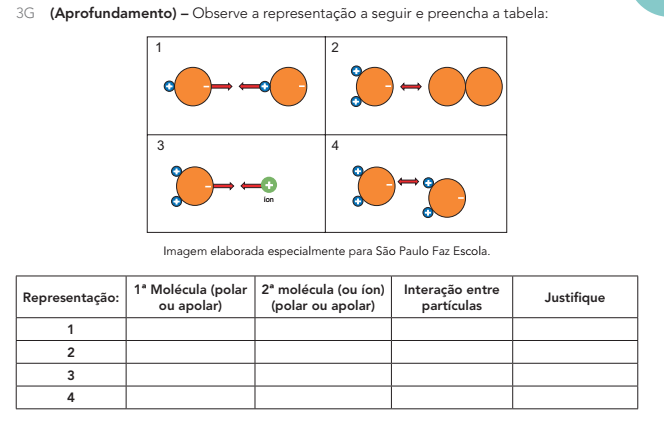 3G (Aprofundamento) – Observe a representação a seguir e preencha a tabela:
1
2
+ – + –
+ + –
3
4
+ + – + íon
+ + – + + –
Imagem elaborada especialmente para São Paulo Faz Escola.
Representação: 1ª Molécula (polar ou apolar) 2ª molécula (ou íon) (polar ou apolar) Interação entre partículas Justifique
1
2
3
4